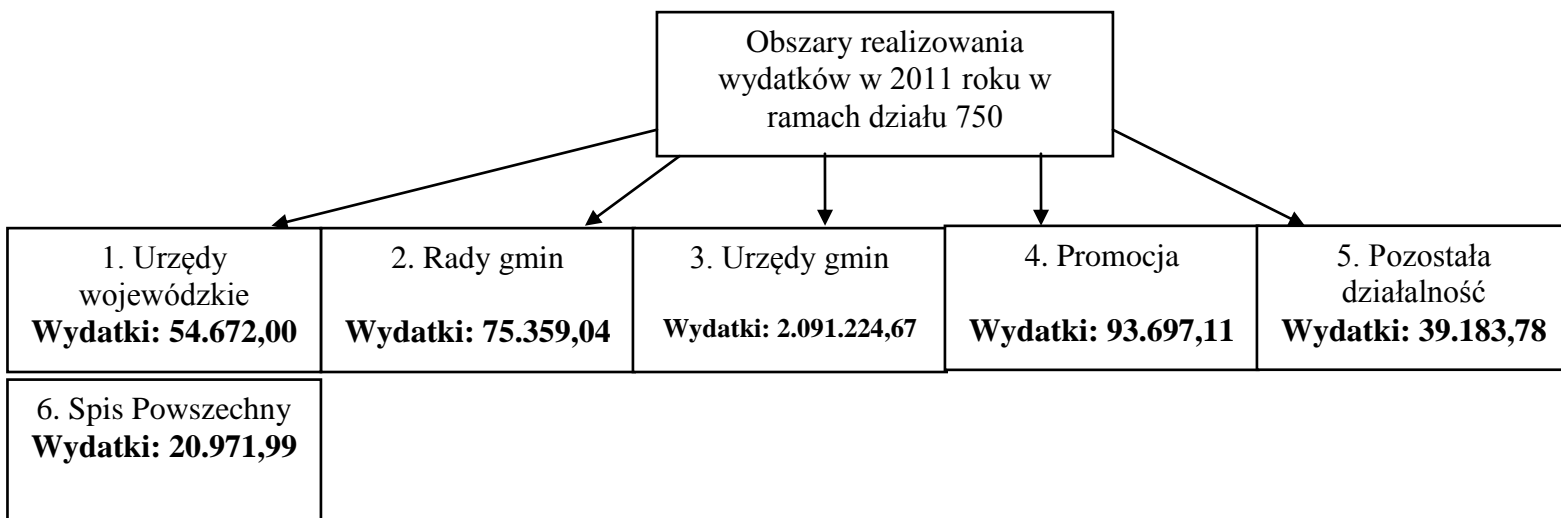 Obszary realizowania
wydatków w 2011 roku w
ramach działu 750
1. Urzędy
wojewódzkie
Wydatki: 54.672,00
2. Rady gmin
Wydatki: 75.359,04
3. Urzędy gmin
Wydatki: 2.091.224,67
4. Promocja
Wydatki: 93.697,11
5. Pozostała
działalność
Wydatki: 39.183,78
6. Spis Powszechny
Wydatki: 20.971,99